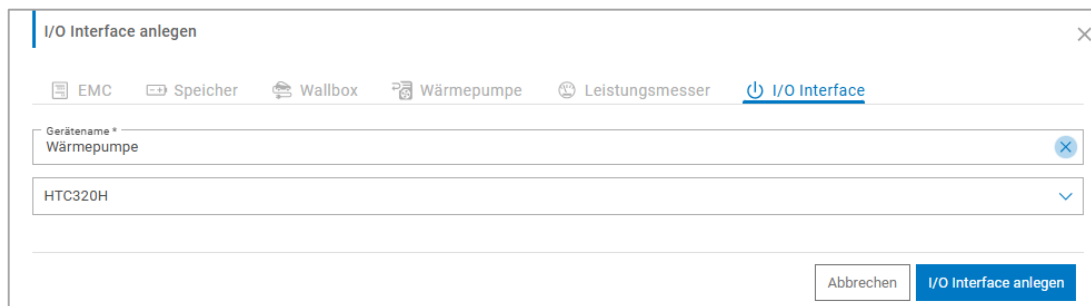 I/O Interface anlegen
EMC Speicher Wallbox Wärmepumpe Leistungsmesser I/O Interface
Gerätename *
Wärmepumpe
HTC320H
Abbrechen I/O Interface anlegen